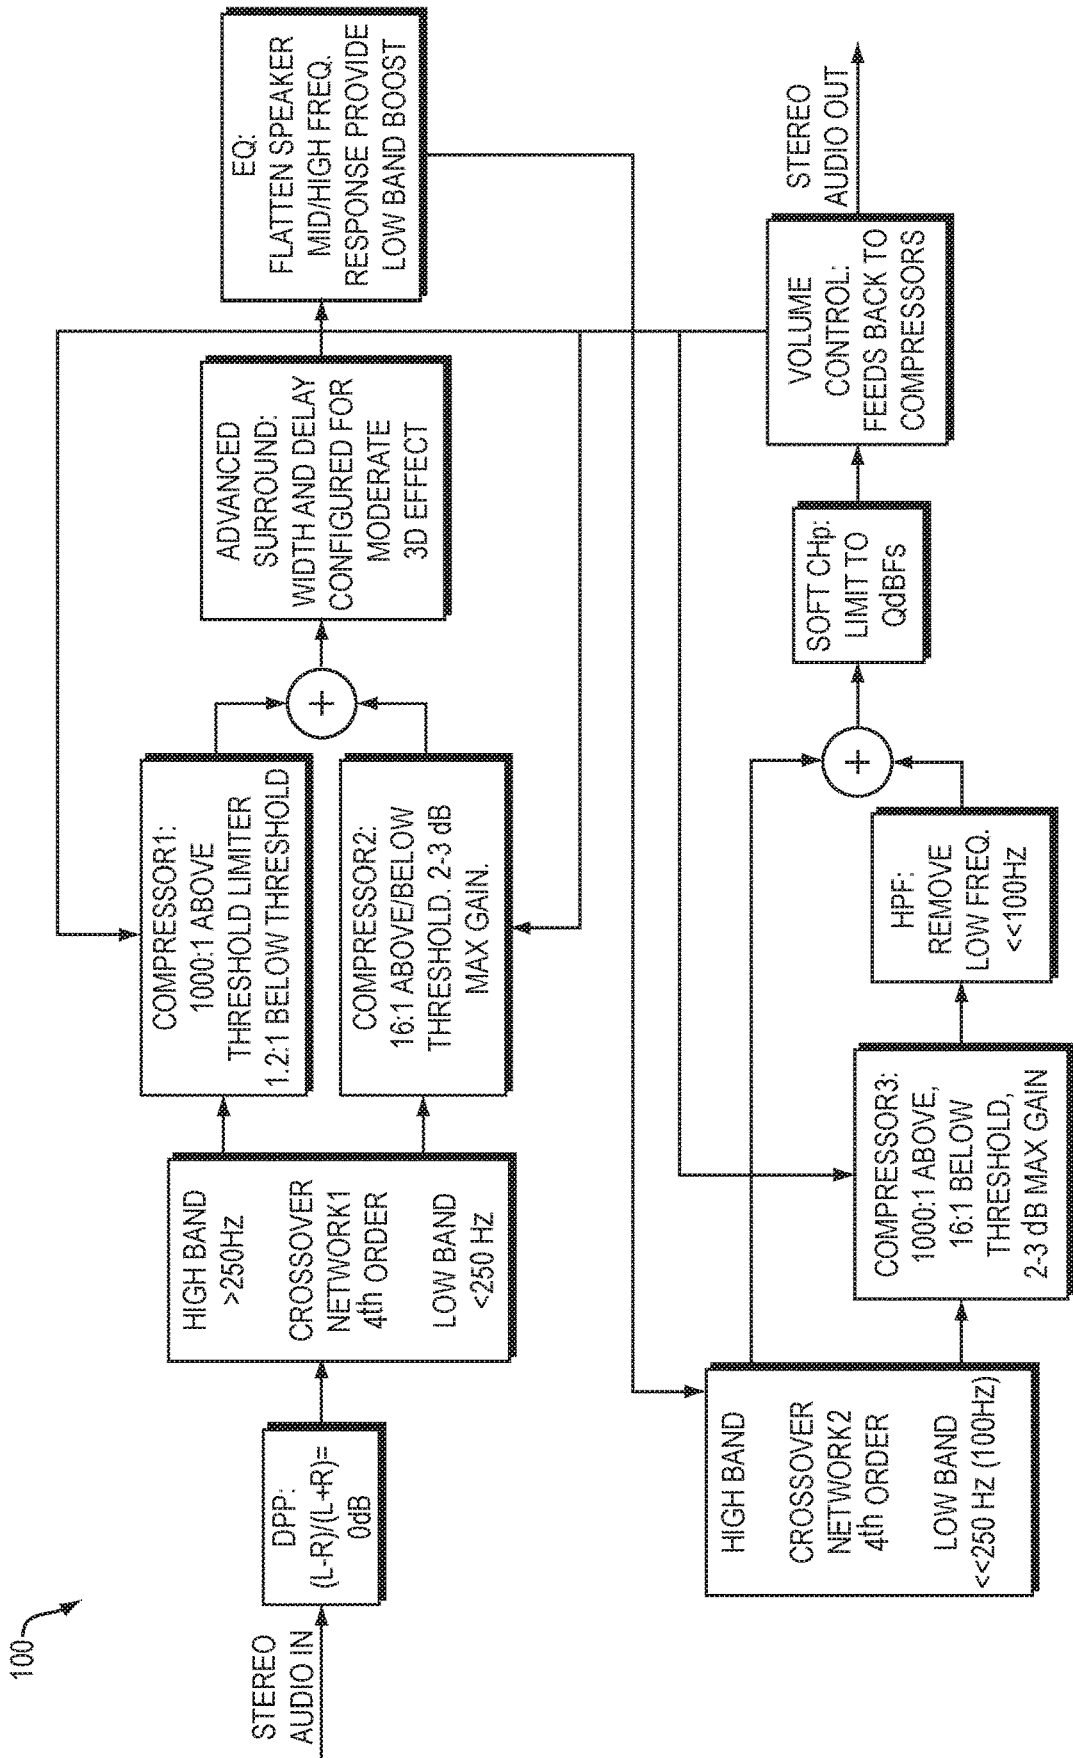 100
STEREO
AUDIO IN
DPP:
(L-R)/(L+R)=
0dB
HIGH BAND
>250Hz
CROSSOVER
NETWORK1
4th ORDER
LOW BAND
<250 Hz
COMPRESSOR1:
1000:1 ABOVE
THRESHOLD LIMITER
1.2:1 BELOW THRESHOLD
COMPRESSOR2:
16:1 ABOVE/BELOW
THRESHOLD. 2-3 dB
MAX GAIN.
+
ADVANCED
SURROUND:
WIDTH AND DELAY
CONFIGURED FOR
MODERATE
3D EFFECT
EQ:
FLATTEN SPEAKER
MID/HIGH FREQ.
RESPONSE PROVIDE
LOW BAND BOOST
HIGH BAND
CROSSOVER
NETWORK2
4th ORDER
LOW BAND
<<250 Hz (100Hz)
COMPRESSOR3:
1000:1 ABOVE,
16:1 BELOW
THRESHOLD,
2-3 dB MAX GAIN
HPF:
REMOVE
LOW FREQ.
<<100Hz
+
SOFT CHp:
LIMIT TO
QdBFs
VOLUME
CONTROL:
FEEDS BACK TO
COMPRESSORS
STEREO
AUDIO OUT